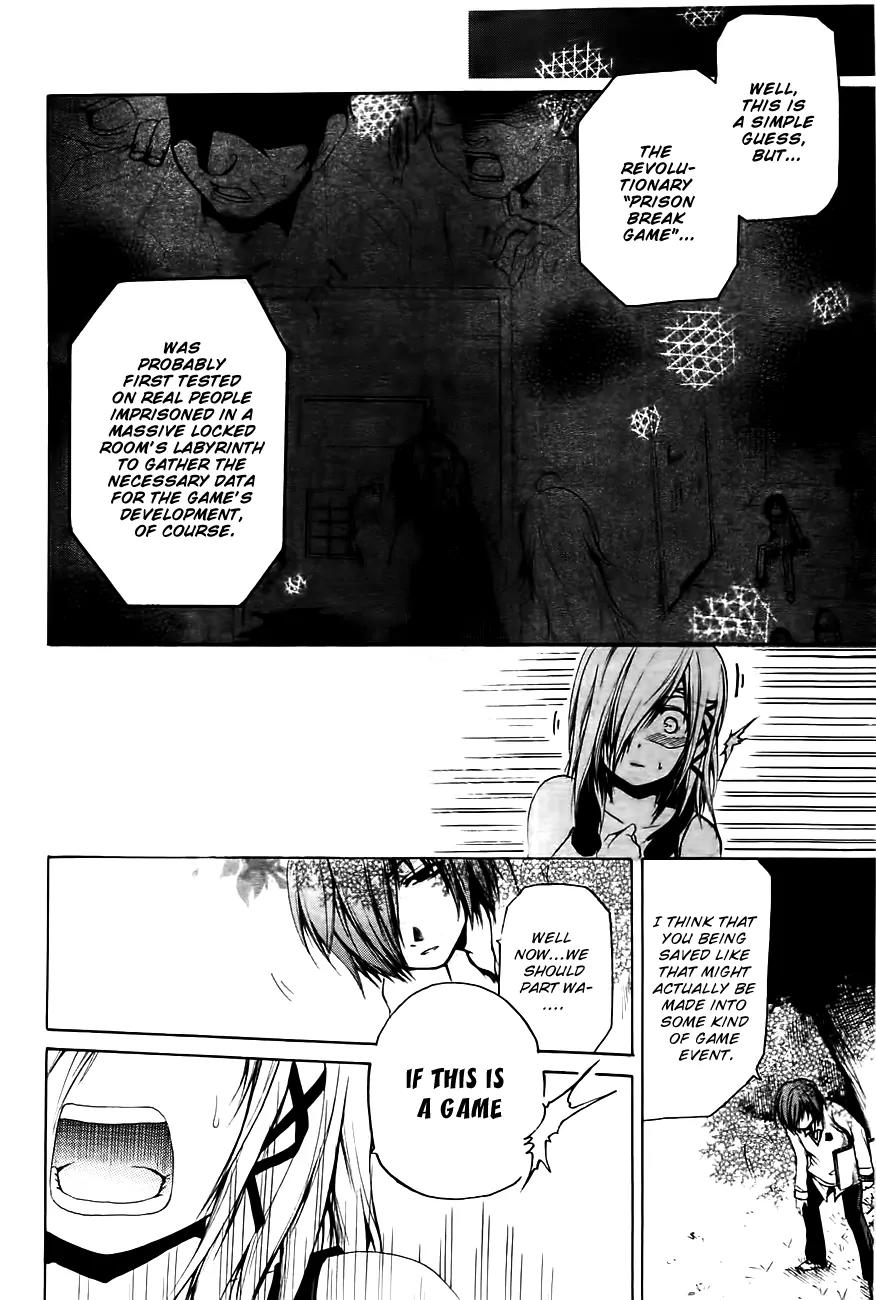 WELL,
THIS IS
A SIMPLE
GUESS,
BUT...
THE
REVOLU-
TIONARY
"PRISON
BREAK
GAME"...
WAS
PROBABLY
FIRST TESTED
ON REAL PEOPLE
IMPRISONED IN A
MASSIVE LOCKED
ROOM'S LABYRINTH
TO GATHER THE
NECESSARY DATA
FOR THE GAME'S
DEVELOPMENT,
OF COURSE.
I THINK THAT
YOU BEING
SAVED LIKE
THAT MIGHT
ACTUALLY BE
MADE INTO
SOME KIND
OF GAME
EVENT.
WELL
NOW...WE
SHOULD
PART WA-
....
IF THIS IS
A GAME